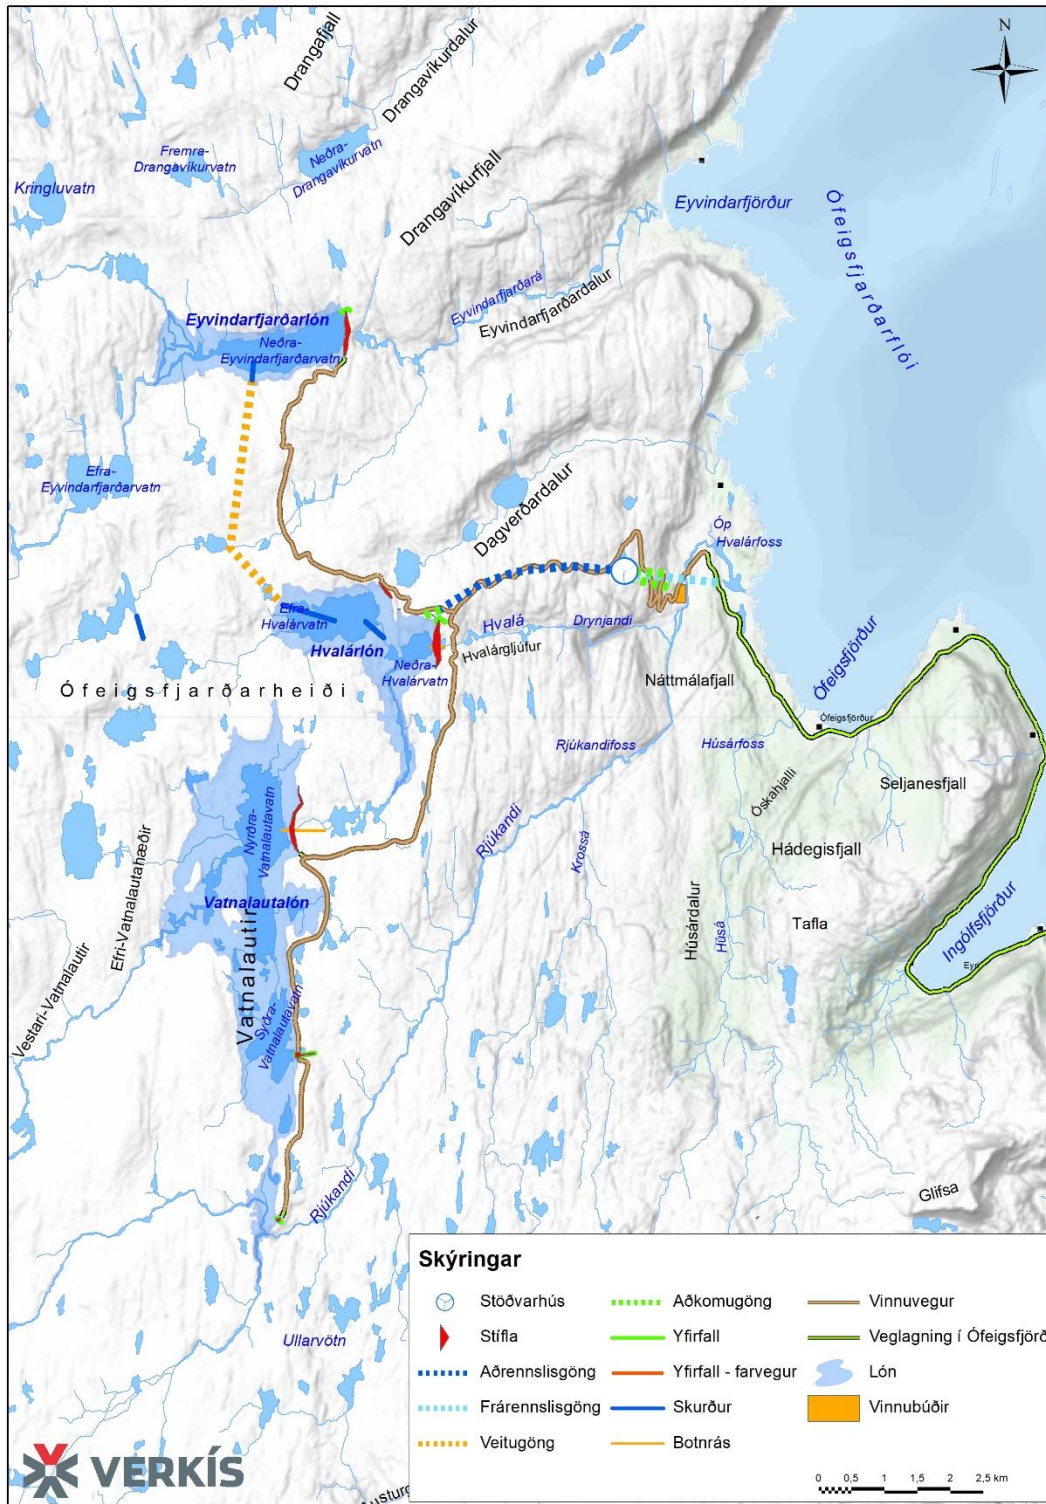 N
Drangafjall
Drangavíkurdalur
Fremra-
Drangavíkurvatn
Neðra-
Drangavíkurvatn
Kringluvatn
Drangavíkurfjall
Eyvindarfjörður
Ófeigsfjarðarflói
Eyvindarfjarðará
Eyvindarfjarðardalur
Eyvindarfjarðarlón
Neðra-
Eyvindarfjarðarvatn
Efra-
Eyvindarfjarðarvatn
Dagverðardalur
Óp
Hvalárfoss
Efra-
Hvalárvatn
Hvalárlón
Neðra-
Hvalárvatn
Hvalá
Drynjandi
Hvalárgljúfur
Náttmálafjall
Ófeigsfjörður
Ófeigsfjörður
Ófeigsfjarðarheiði
Rjúkandifoss
Húsárfoss
Óskahjalli
Seljanesfjall
Nyrðra-
Vatnalautavatn
Rjúkandi
Krossá
Hádegisfjall
Efri-Vatnalautahæðir
Vatnalautalón
Vatnalautir
Húsárdalur
Húsá
Tafla
Ingólfsfjörður
Eyri
Vestari-Vatnalautir
Syðra-
Vatnalautavatn
Rjúkandi
Glifsa
Ullarvötn
Skýringar
Stöðvarhús
Aðkomugöng
Vinnuvegur
Stífla
Yfirfall
Veglagning í Ófeigsfjörð
Aðrennslisgöng
Yfirfall - farvegur
Lón
Frárennslisgöng
Skurður
Vinnubúðir
Veitugöng
Botnrás
VERKÍS
0 0,5 1 1,5 2 2,5 km